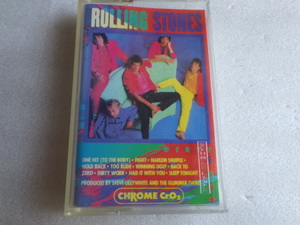 ROLLING STONES
ONE HIT (TO THE BODY) • FIGHT • HARLEM SHUFFLE
HOLD BACK • TOO RUDE • WINNING UGLY • BACK TO
ZERO • DIRTY WORK • HAD IT WITH YOU • SLEEP TONIGHT
PRODUCED BY STEVE LILLYWHITE AND THE GLIMMER TWINS
CHROME CrO2